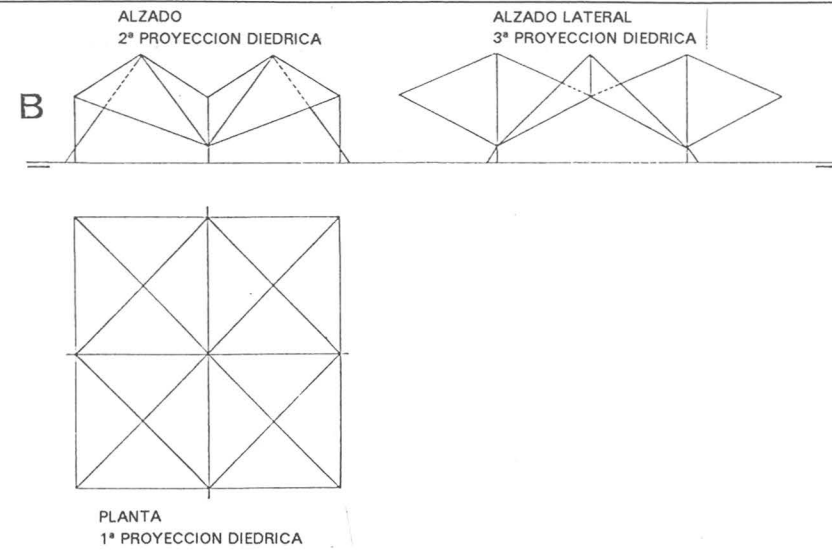 ALZADO
2ª PROYECCION DIEDRICA
ALZADO LATERAL
3ª PROYECCION DIEDRICA
B
PLANTA
1ª PROYECCION DIEDRICA